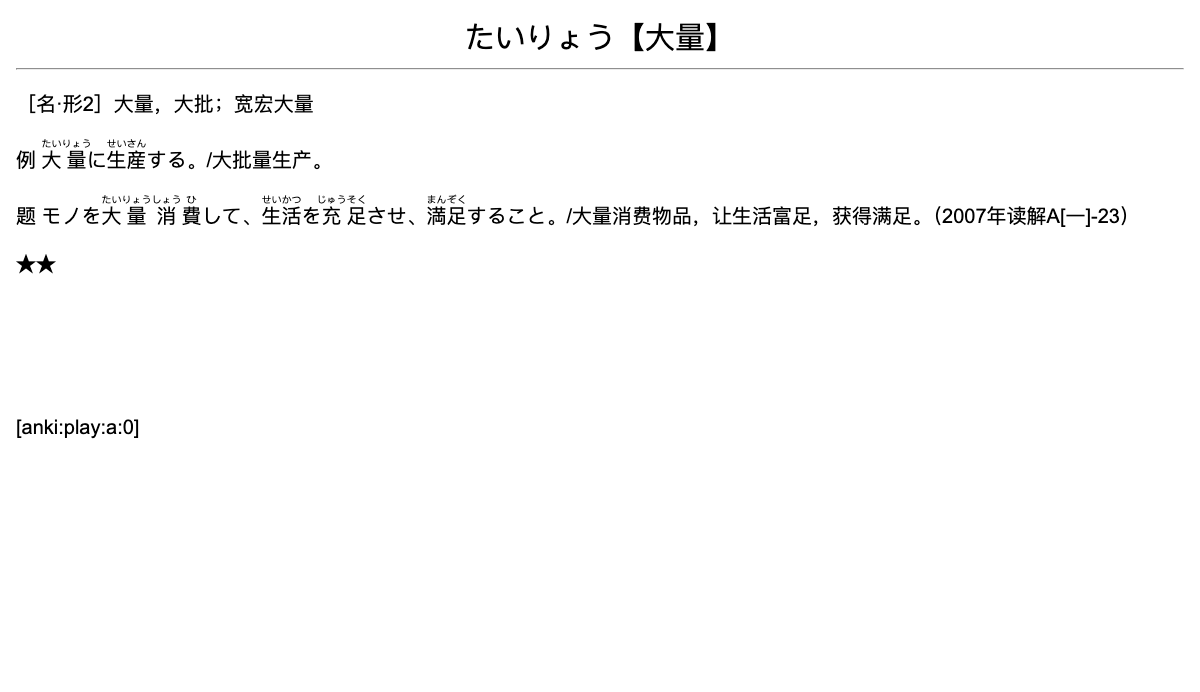 たいりょう【大量】
［名·形2］大量，大批；宽宏大量
たいりょう せいさん
例 大量に生産する。/大批量生产。
たいりょうしょう ひ せいかつ じゅうそく まんぞく
题 モノを大量消費して、生活を充足させ、満足すること。/大量消费物品，让生活富足，获得满足。（2007年读解A[一]-23）
★★
[anki:play:a:0]